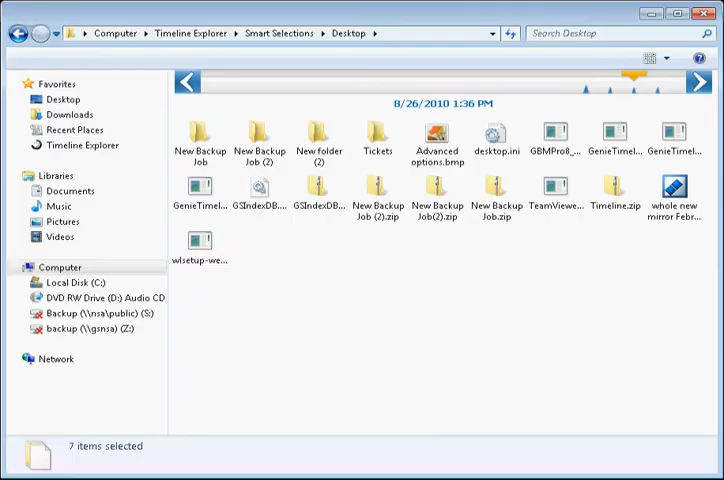 Computer ▸ Timeline Explorer ▸ Smart Selections ▸ Desktop ▸
Search Desktop
Favorites
Desktop
Downloads
Recent Places
Timeline Explorer
Libraries
Documents
Music
Pictures
Videos
Computer
Local Disk (C:)
DVD RW Drive (D:) Audio CD
Backup (\\nsa\public) (S:)
backup (\\gsnsa) (Z:)
Network
8/26/2010 1:36 PM
New Backup Job
New Backup Job (2)
New folder (2)
Tickets
Advanced options.bmp
desktop.ini
GBMPro8_...
GenieTimel...
GenieTimel...
GenieTimel...
GSIndexDB....
GSIndexDB...
New Backup Job (2).zip
New Backup Job(2).zip
New Backup Job.zip
TeamViewe...
Timeline.zip
whole new mirror Febr...
wlsetup-we...
7 items selected